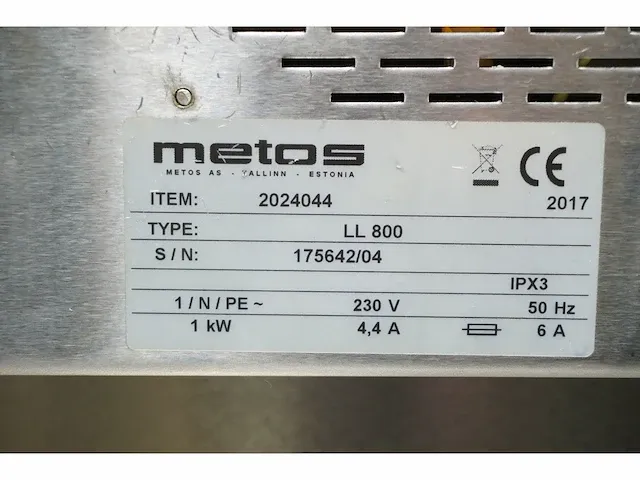 metos
METOS AS - TALLINN - ESTONIA
CE
ITEM: 2024044 2017
TYPE: LL 800
S / N: 175642/04
IPX3
1 / N / PE ~ 230 V 50 Hz
1 kW 4,4 A 6 A